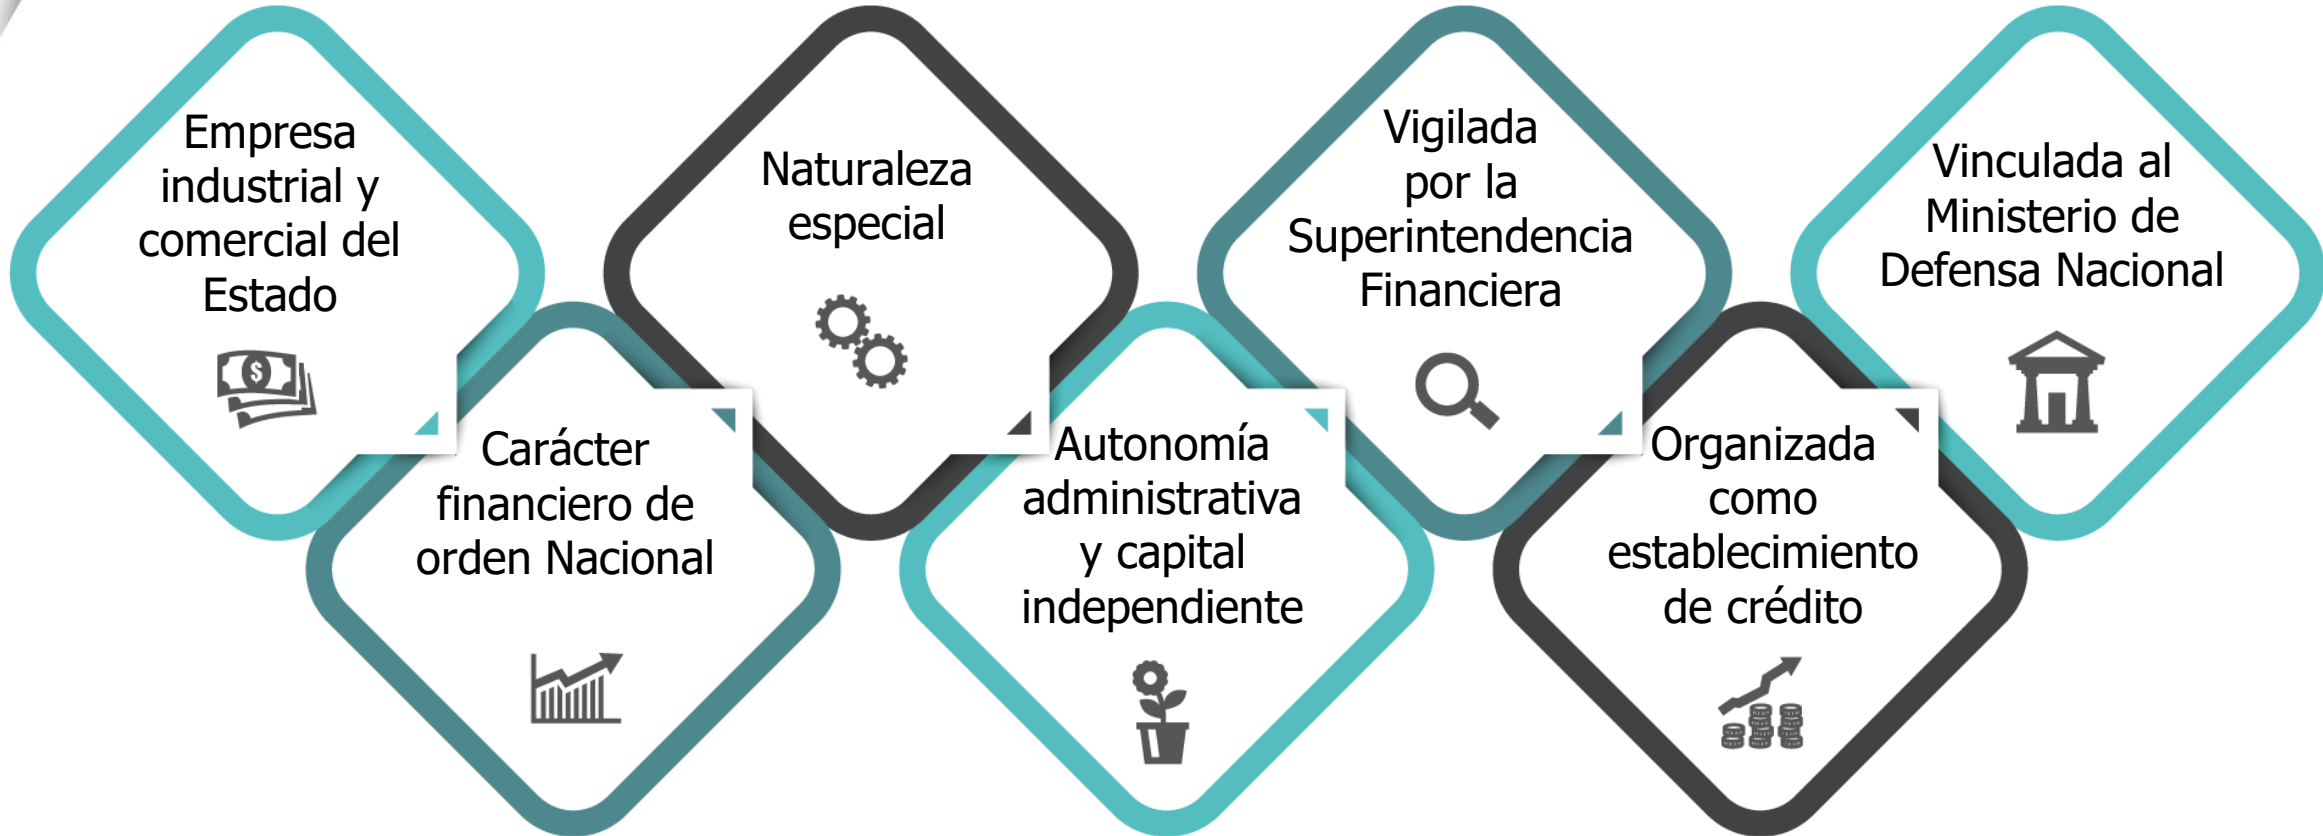 Empresa
industrial y
comercial del
Estado
Carácter
financiero de
orden Nacional
Naturaleza
especial
Autonomía
administrativa
y capital
independiente
Vigilada
por la
Superintendencia
Financiera
Organizada
como
establecimiento
de crédito
Vinculada al
Ministerio de
Defensa Nacional